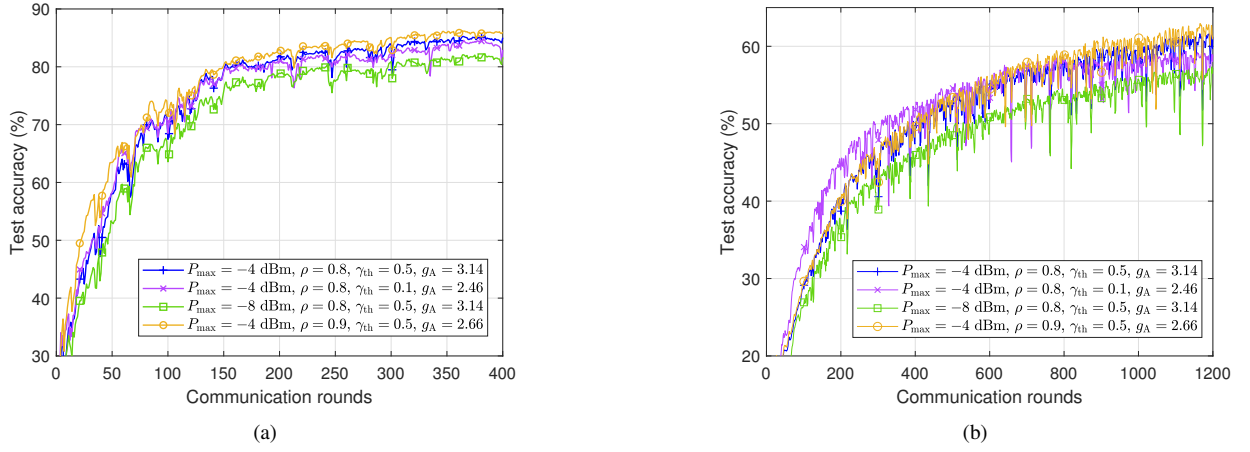 90
80
70
60
50
40
30
0
50
100
150
200
250
300
350
400
Test accuracy (%)
Communication rounds
P_max = −4 dBm, ρ = 0.8, γ_th = 0.5, g_A = 3.14
P_max = −4 dBm, ρ = 0.8, γ_th = 0.1, g_A = 2.46
P_max = −8 dBm, ρ = 0.8, γ_th = 0.5, g_A = 3.14
P_max = −4 dBm, ρ = 0.9, γ_th = 0.5, g_A = 2.66
(a)
60
50
40
30
20
0
200
400
600
800
1000
1200
Test accuracy (%)
Communication rounds
P_max = −4 dBm, ρ = 0.8, γ_th = 0.5, g_A = 3.14
P_max = −4 dBm, ρ = 0.8, γ_th = 0.1, g_A = 2.46
P_max = −8 dBm, ρ = 0.8, γ_th = 0.5, g_A = 3.14
P_max = −4 dBm, ρ = 0.9, γ_th = 0.5, g_A = 2.66
(b)